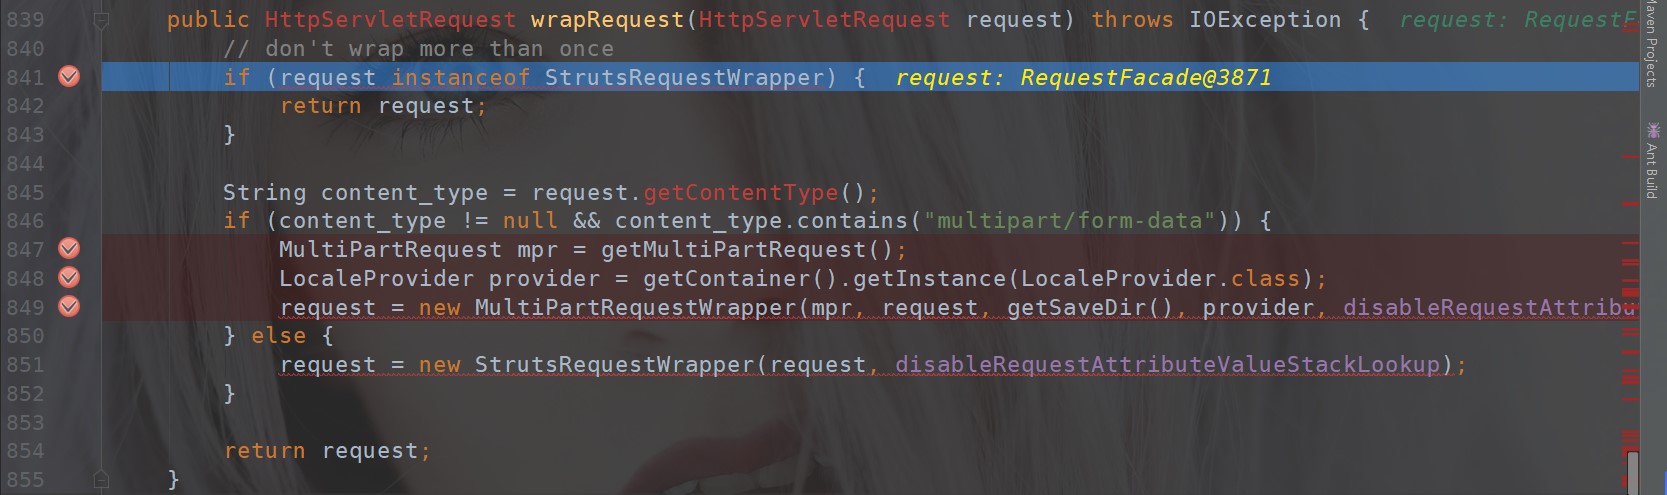 839 public HttpServletRequest wrapRequest(HttpServletRequest request) throws IOException { request: RequestF
840 // don't wrap more than once
841 if (request instanceof StrutsRequestWrapper) { request: RequestFacade@3871
842 return request;
843 }
844
845 String content_type = request.getContentType();
846 if (content_type != null && content_type.contains("multipart/form-data")) {
847 MultiPartRequest mpr = getMultiPartRequest();
848 LocaleProvider provider = getContainer().getInstance(LocaleProvider.class);
849 request = new MultiPartRequestWrapper(mpr, request, getSaveDir(), provider, disableRequestAttribu
850 } else {
851 request = new StrutsRequestWrapper(request, disableRequestAttributeValueStackLookup);
852 }
853
854 return request;
855 }
Maven Projects
Ant Build